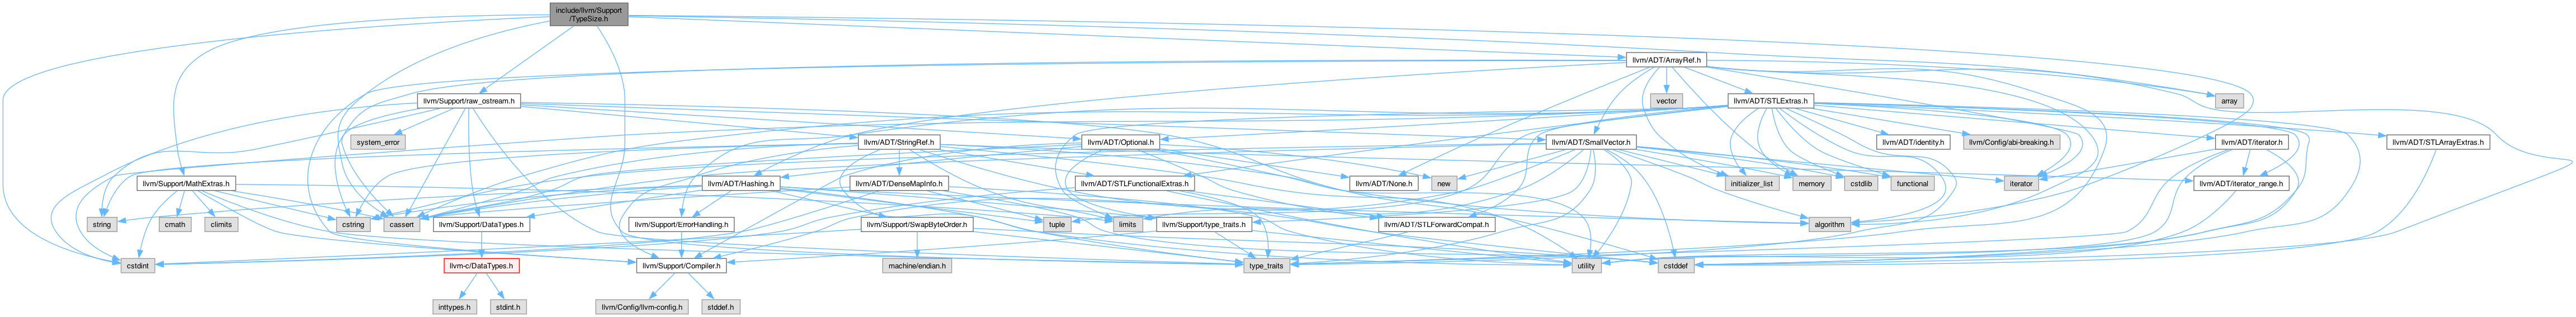 include/llvm/Support
/TypeSize.h
llvm/ADT/ArrayRef.h
llvm/Support/raw_ostream.h
vector
llvm/ADT/STLExtras.h
array
system_error
llvm/ADT/StringRef.h
llvm/ADT/Optional.h
llvm/ADT/SmallVector.h
llvm/ADT/identity.h
llvm/Config/abi-breaking.h
llvm/ADT/iterator.h
llvm/ADT/STLArrayExtras.h
llvm/Support/MathExtras.h
llvm/ADT/Hashing.h
llvm/ADT/DenseMapInfo.h
llvm/ADT/STLFunctionalExtras.h
llvm/ADT/None.h
new
initializer_list
memory
cstdlib
functional
iterator
llvm/ADT/iterator_range.h
string
cmath
climits
cstring
cassert
llvm/Support/DataTypes.h
llvm/Support/ErrorHandling.h
llvm/Support/SwapByteOrder.h
tuple
limits
llvm/Support/type_traits.h
llvm/ADT/STLForwardCompat.h
algorithm
cstdint
llvm-c/DataTypes.h
llvm/Support/Compiler.h
machine/endian.h
type_traits
utility
cstddef
inttypes.h
stdint.h
llvm/Config/llvm-config.h
stddef.h